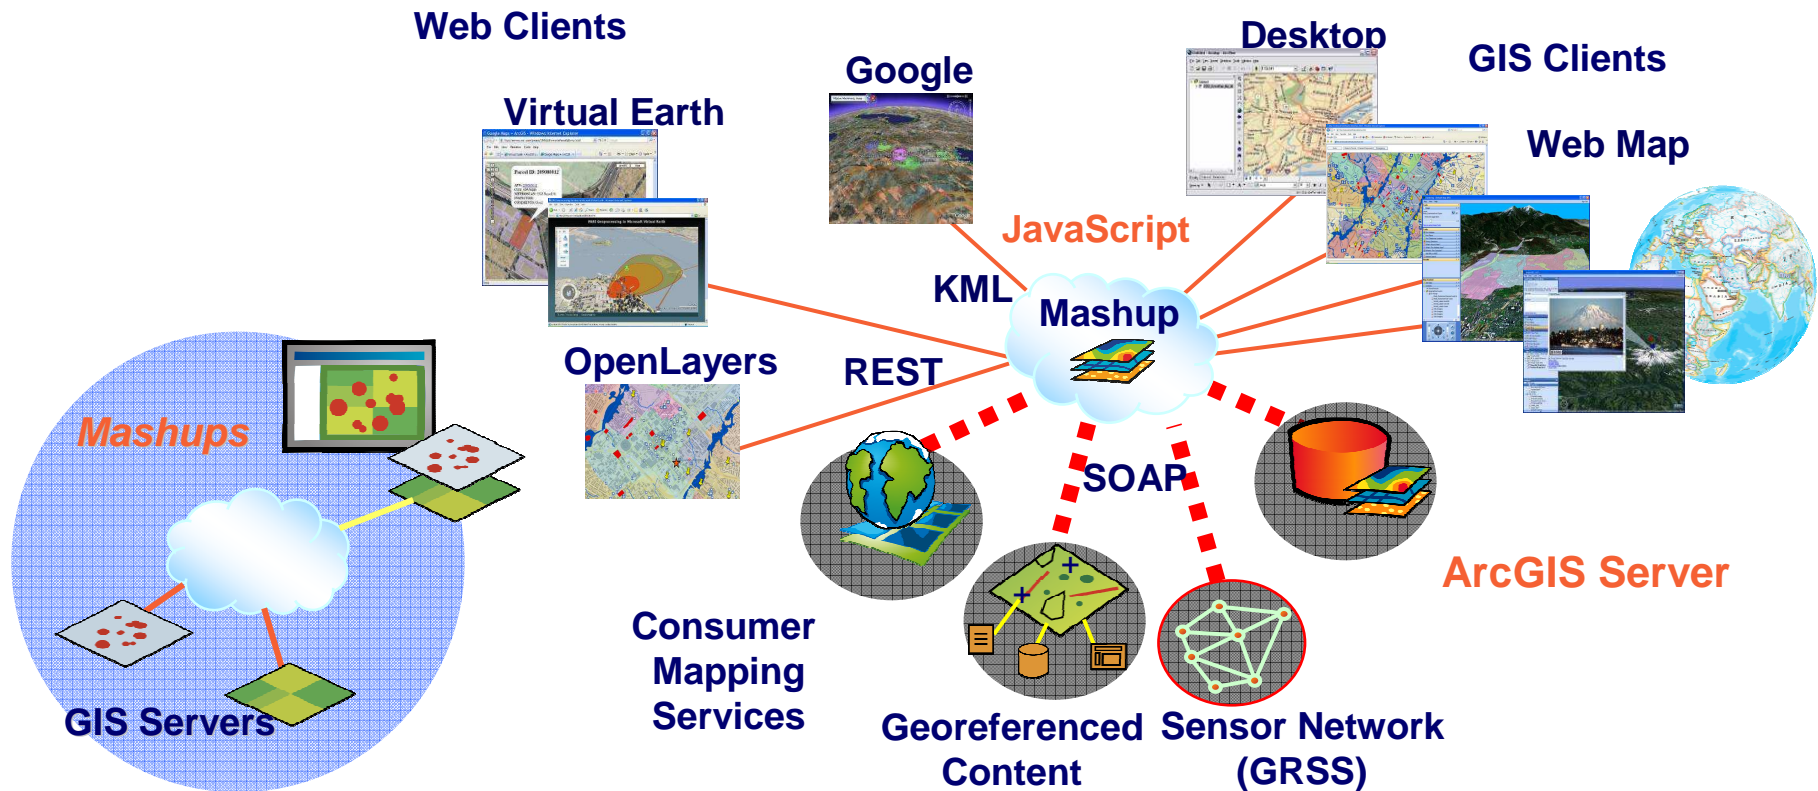 Web Clients
Desktop
GIS Clients
Google
Virtual Earth
Web Map
JavaScript
KML
Mashup
OpenLayers
REST
Mashups
SOAP
ArcGIS Server
Consumer
Mapping
Services
GIS Servers
Georeferenced
Content
Sensor Network
(GRSS)